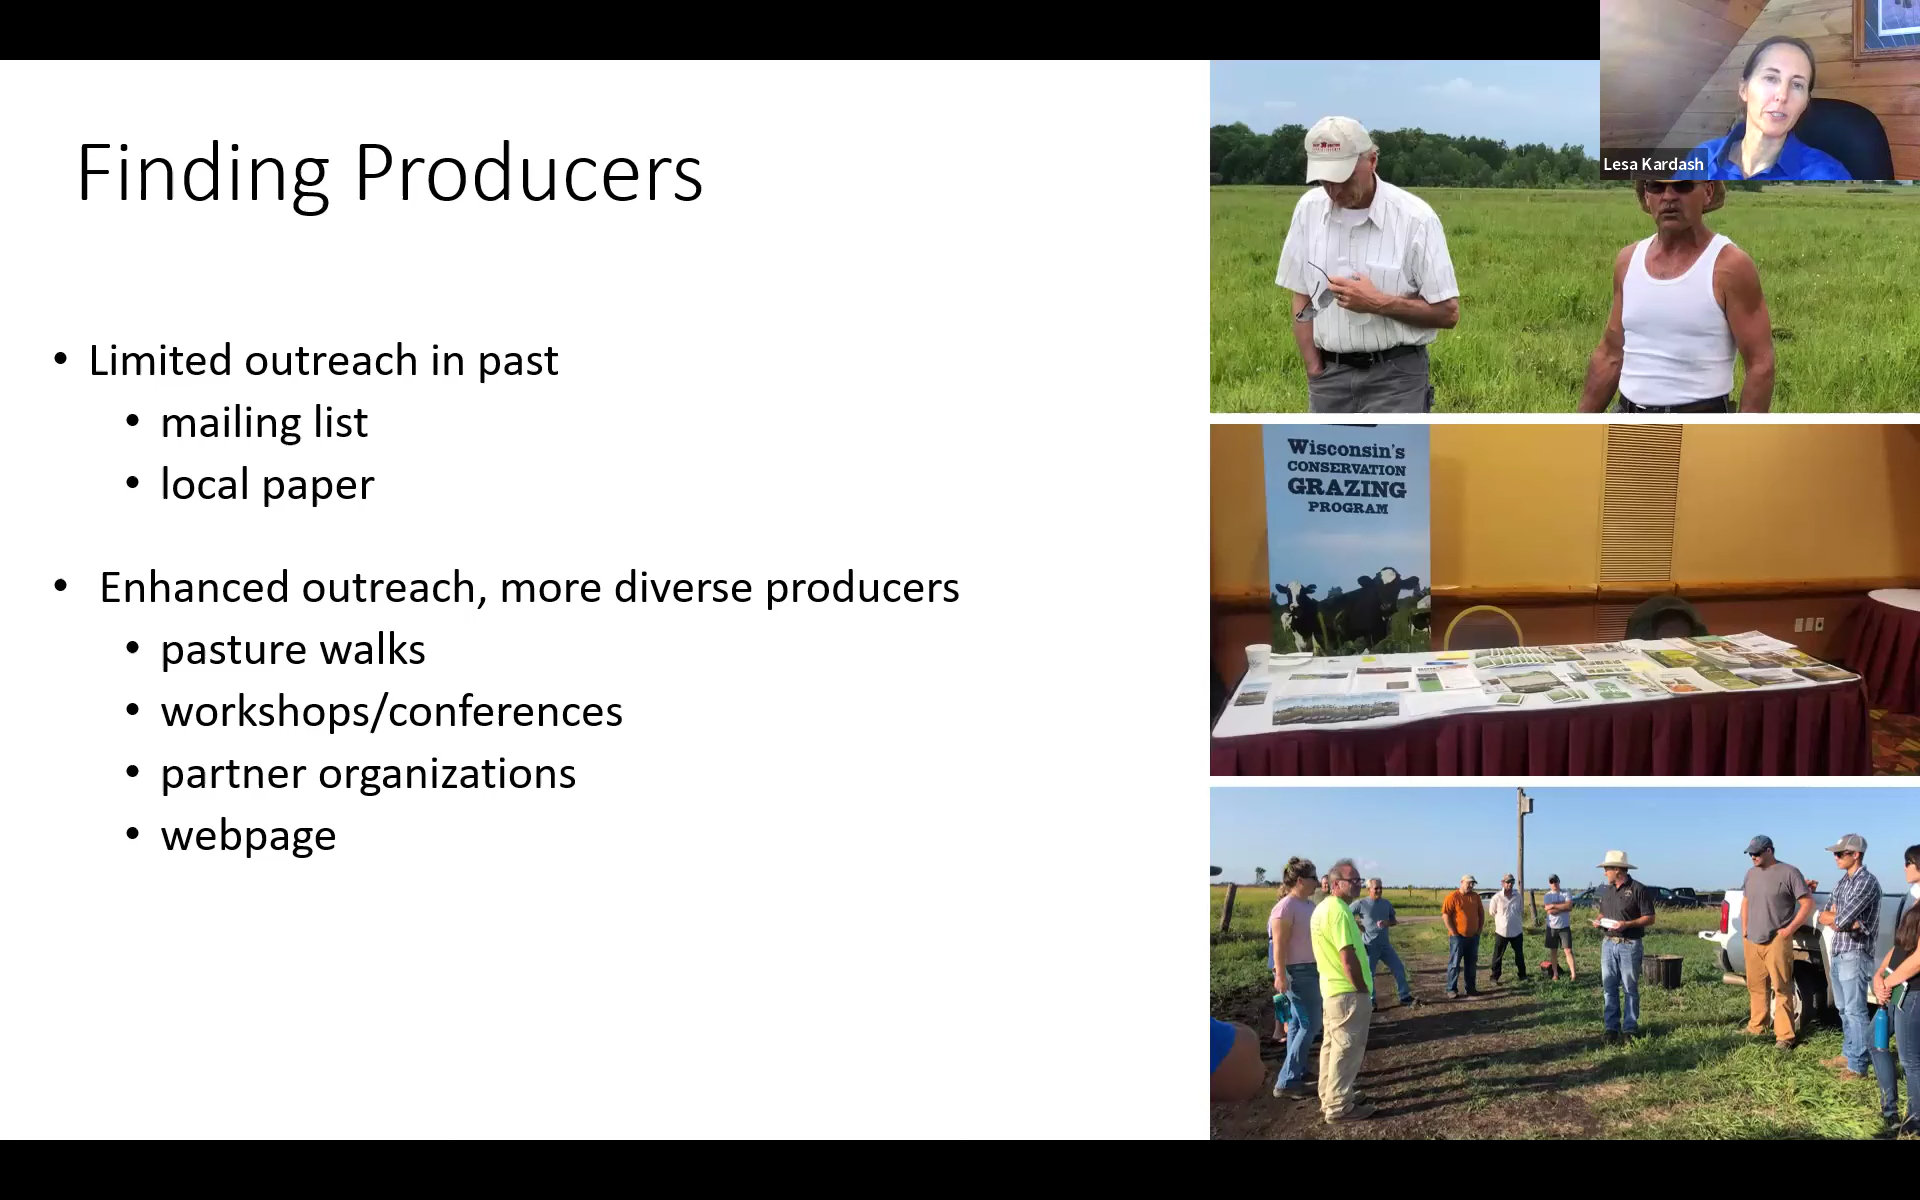 Lesa Kardash
Finding Producers
• Limited outreach in past
• mailing list
• local paper
• Enhanced outreach, more diverse producers
• pasture walks
• workshops/conferences
• partner organizations
• webpage
Wisconsin's
CONSERVATION
GRAZING
PROGRAM